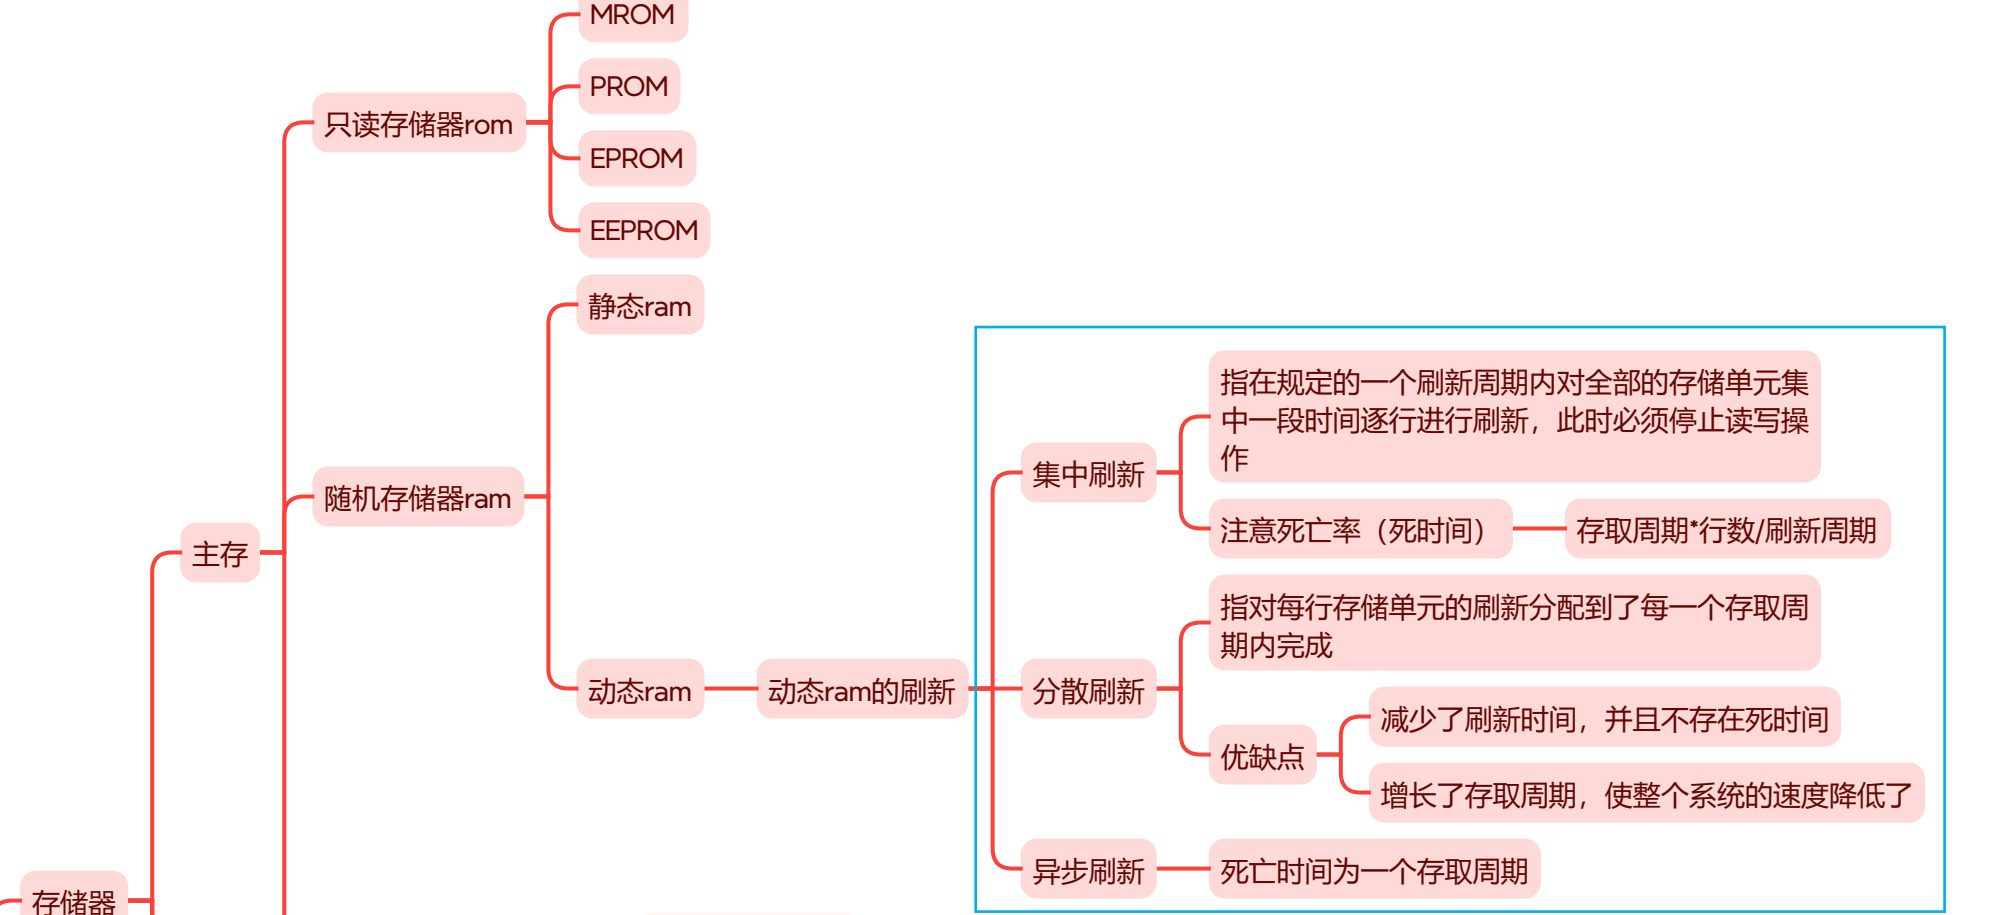 MROM
PROM
只读存储器rom
EPROM
EEPROM
静态ram
指在规定的一个刷新周期内对全部的存储单元集
中一段时间逐行进行刷新，此时必须停止读写操
作
集中刷新
随机存储器ram
注意死亡率（死时间）
存取周期*行数/刷新周期
主存
指对每行存储单元的刷新分配到了每一个存取周
期内完成
动态ram
动态ram的刷新
分散刷新
减少了刷新时间，并且不存在死时间
优缺点
增长了存取周期，使整个系统的速度降低了
异步刷新
死亡时间为一个存取周期
存储器